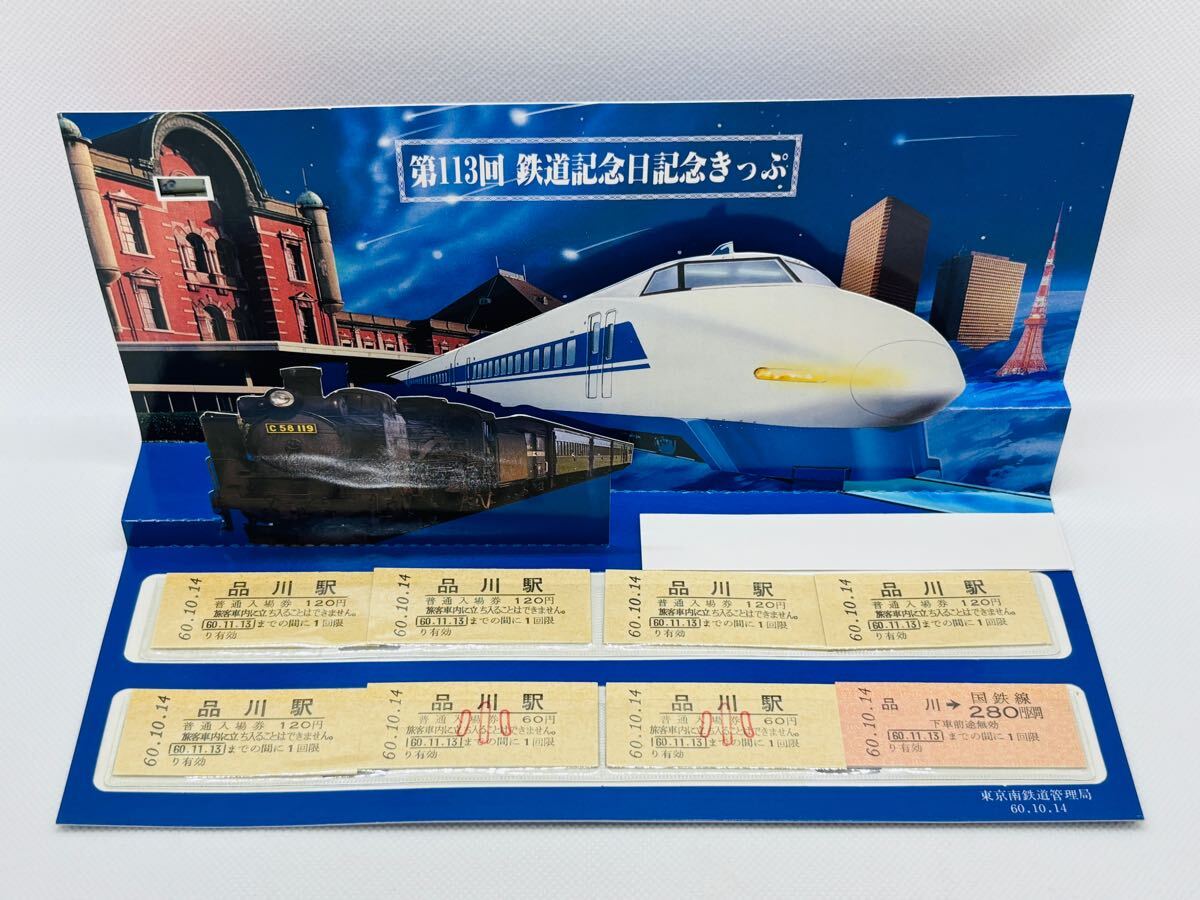 第113回 鉄道記念日記念きっぷ
C58119
60.10.14
品川駅
普通入場券 120円
旅客車内に立ち入ることはできません。
60.11.13までの間に1回限
り有効
60.10.14
品川駅
普通入場券 120円
旅客車内に立ち入ることはできません。
60.11.13までの間に1回限
り有効
60.10.14
品川駅
普通入場券 120円
旅客車内に立ち入ることはできません。
60.11.13までの間に1回限
り有効
60.10.14
品川駅
普通入場券 120円
旅客車内に立ち入ることはできません。
60.11.13までの間に1回限
り有効
60.10.14
品川駅
普通入場券 120円
旅客車内に立ち入ることはできません。
60.11.13までの間に1回限
り有効
60.10.14
品川駅
普通入場券 60円
旅客車内に立ち入ることはできません。
60.11.13までの間に1回限
り有効
小
60.10.14
品川駅
普通入場券 60円
旅客車内に立ち入ることはできません。
60.11.13までの間に1回限
り有効
小
60.10.14
品川→国鉄線
280円区間
下車前途無効
60.11.13までの間に1回限
り有効
東京南鉄道管理局
60.10.14